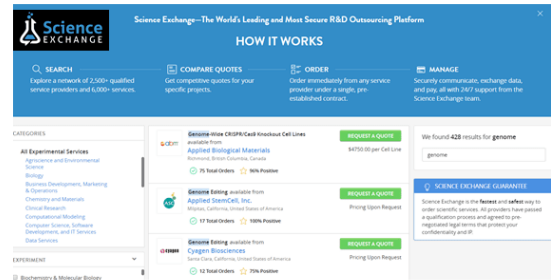 Science
EXCHANGE
Science Exchange—The World's Leading and Most Secure R&D Outsourcing Platform
HOW IT WORKS
SEARCH
Explore a network of 2,500+ qualified
service providers and 6,000+ services.
COMPARE QUOTES
Get competitive quotes for your
specific projects.
ORDER
Order immediately from any service
provider under a single, pre-
established contract.
MANAGE
Securely communicate, exchange data,
and pay, all with 24/7 support from the
Science Exchange team.
CATEGORIES
All Experimental Services
Agroscience and Environmental
Science
Biology
Business Development, Marketing
& Operations
Chemistry and Materials
Clinical Research
Computational Modeling
Computer Science, Software
Development, and IT Services
Data Services
EXPERIMENT
Biochemistry & Molecular Biology
abm
Genome-Wide CRISPR/Cas9 Knockout Cell Lines
available from
Applied Biological Materials
Richmond, British Columbia, Canada
75 Total Orders 96% Positive
REQUEST A QUOTE
$4750.00 per Cell Line
ASC
Genome Editing available from
Applied StemCell, Inc.
Milpitas, California, United States of America
17 Total Orders 100% Positive
REQUEST A QUOTE
Pricing Upon Request
cyagen
Genome Editing available from
Cyagen Biosciences
Santa Clara, California, United States of America
12 Total Orders 75% Positive
REQUEST A QUOTE
Pricing Upon Request
We found 428 results for genome
genome
SCIENCE EXCHANGE GUARANTEE
Science Exchange is the fastest and safest way to
order scientific services. All providers have passed
a qualification process and agreed to pre-
negotiated legal terms that protect your
confidentiality and IP.